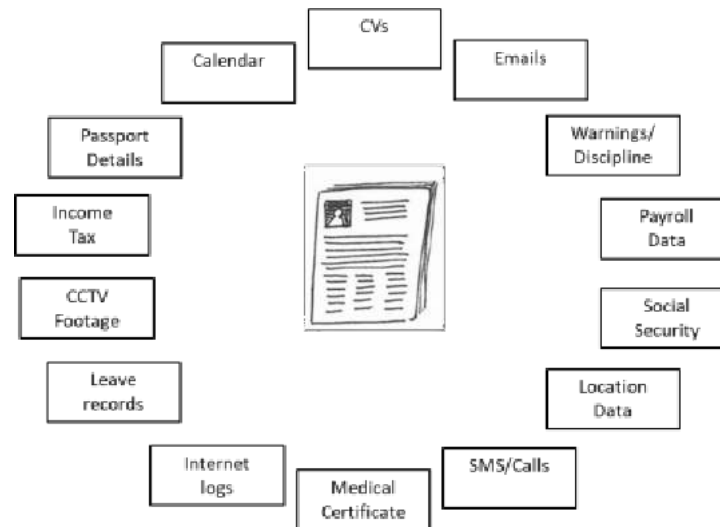 CVs
Calendar
Emails
Passport
Details
Warnings/
Discipline
Income
Tax
Payroll
Data
CCTV
Footage
Social
Security
Leave
records
Location
Data
Internet
logs
SMS/Calls
Medical
Certificate